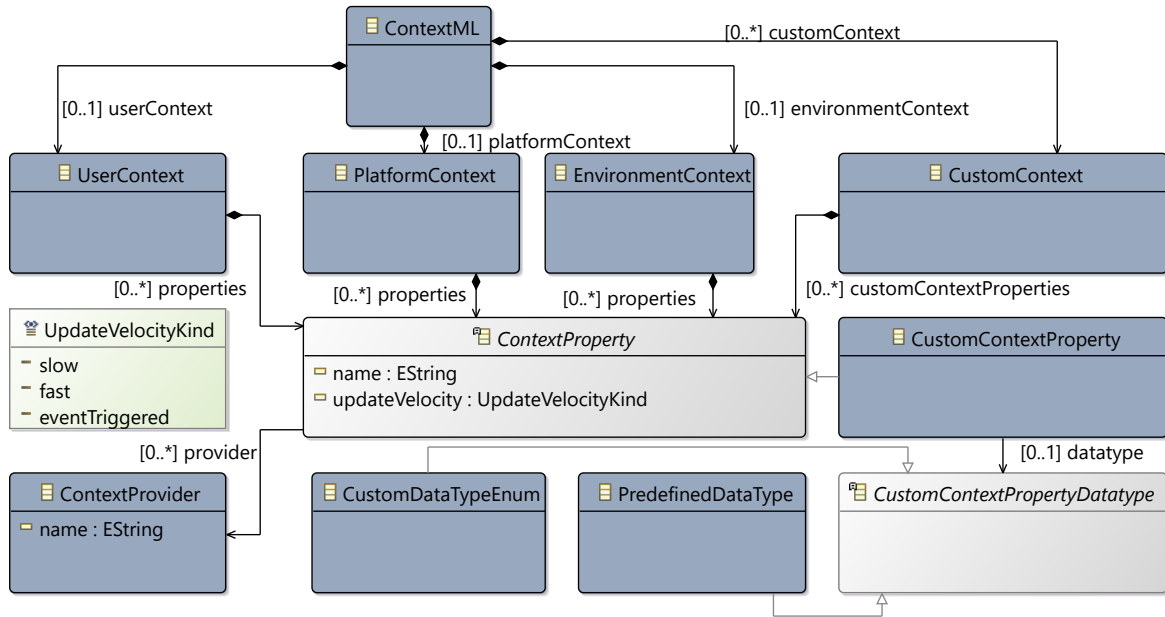 ContextML
[0..*] customContext
[0..1] userContext
[0..1] environmentContext
[0..1] platformContext
UserContext
PlatformContext
EnvironmentContext
CustomContext
[0..*] properties
[0..*] properties
[0..*] properties
[0..*] customContextProperties
UpdateVelocityKind
slow
fast
eventTriggered
ContextProperty
name : EString
updateVelocity : UpdateVelocityKind
CustomContextProperty
[0..*] provider
[0..1] datatype
ContextProvider
name : EString
CustomDataTypeEnum
PredefinedDataType
CustomContextPropertyDatatype